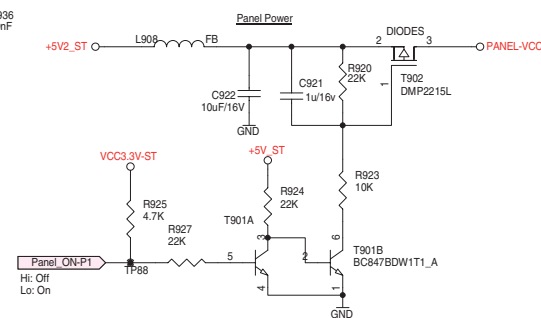 936
nF
Panel Power
+5V2_ST
L908
FB
DIODES
2
3
PANEL-VCC
1
T902
DMP2215L
R920
22K
C921
1u/16v
C922
10uF/16V
GND
VCC3.3V-ST
+5V_ST
R925
4.7K
R924
22K
R923
10K
T901A
R927
22K
3
5
4
2
6
1
T901B
BC847BDW1T1_A
Panel_ON-P1
TP88
Hi: Off
Lo: On
GND